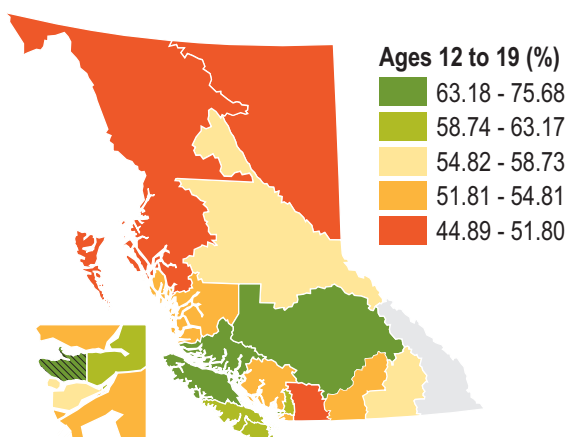 Ages 12 to 19 (%)
63.18 - 75.68
58.74 - 63.17
54.82 - 58.73
51.81 - 54.81
44.89 - 51.80